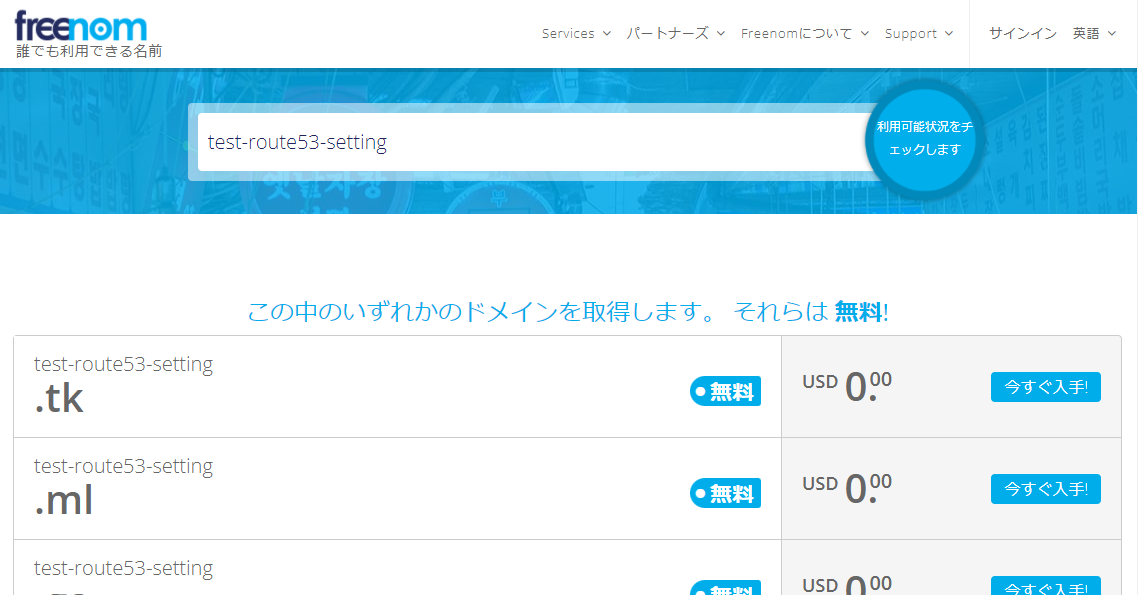 freenom
誰でも利用できる名前
Services パートナーズ Freenomについて Support サインイン 英語
test-route53-setting
利用可能状況をチ
ェックします
この中のいずれかのドメインを取得します。 それらは 無料!
test-route53-setting
.tk
無料
USD 0.00
今すぐ入手!
test-route53-setting
.ml
無料
USD 0.00
今すぐ入手!
test-route53-setting
無料
USD 0.00
今すぐ入手!